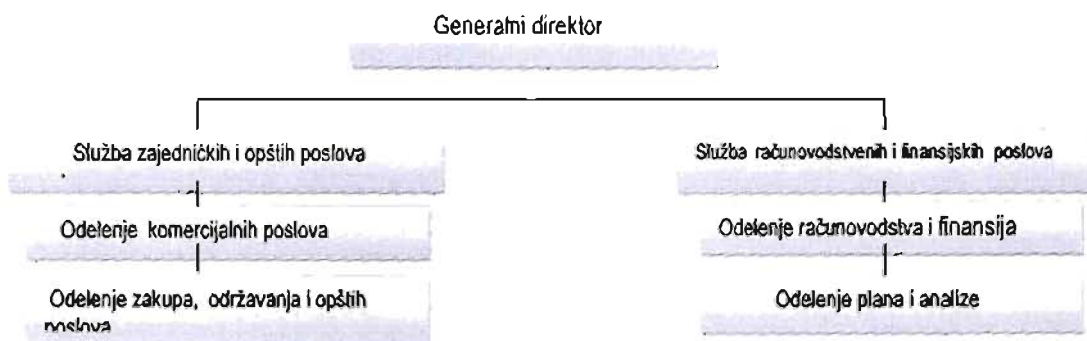 Generalni direktor
Služba zajedničkih i opštih poslova
Služba računovodstvenih i finansijskih poslova
Odelenje komercijalnih poslova
Odelenje računovodstva i finansija
Odelenje zakupa, održavanja i opštih
poslova
Odelenje plana i analize